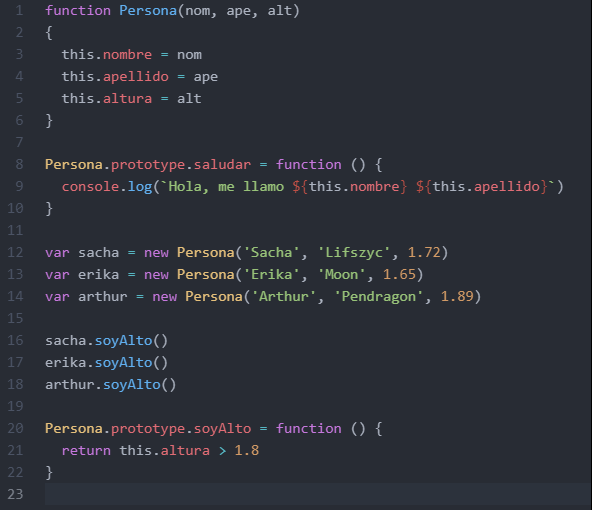 1 function Persona(nom, ape, alt)
2 {
3   this.nombre = nom
4   this.apellido = ape
5   this.altura = alt
6 }
7
8 Persona.prototype.saludar = function () {
9   console.log(`Hola, me llamo ${this.nombre} ${this.apellido}`)
10 }
11
12 var sacha = new Persona('Sacha', 'Lifszyc', 1.72)
13 var erika = new Persona('Erika', 'Moon', 1.65)
14 var arthur = new Persona('Arthur', 'Pendragon', 1.89)
15
16 sacha.soyAlto()
17 erika.soyAlto()
18 arthur.soyAlto()
19
20 Persona.prototype.soyAlto = function () {
21   return this.altura > 1.8
22 }
23